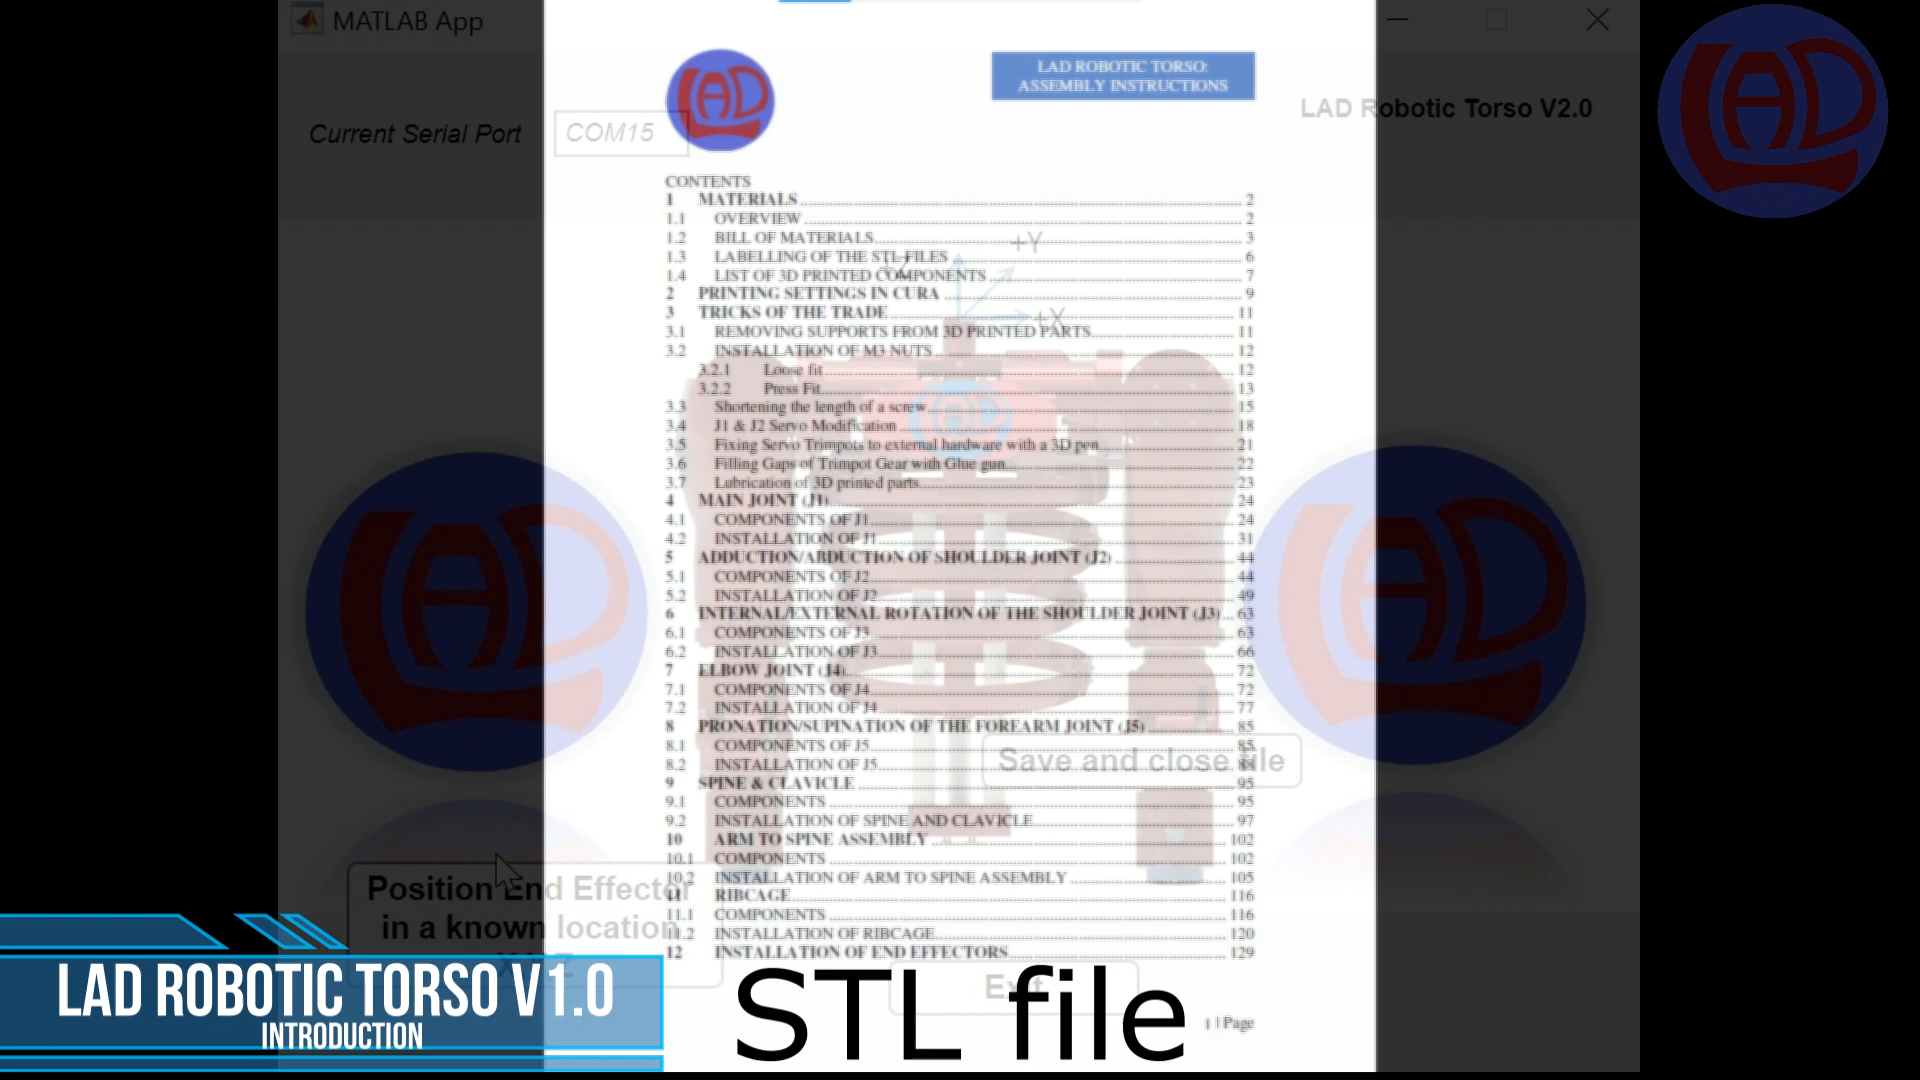 MATLAB App
LAD ROBOTIC TORSO:
ASSEMBLY INSTRUCTIONS
LAD Robotic Torso V2.0
Current Serial Port
COM15
LAD
CONTENTS
1 MATERIALS 2
1.1 OVERVIEW 2
1.2 BILL OF MATERIALS 3
1.3 LABELLING OF THE STL FILES 6
1.4 LIST OF 3D PRINTED COMPONENTS 7
2 PRINTING SETTINGS IN CURA 9
3 TRICKS OF THE TRADE 11
3.1 REMOVING SUPPORTS FROM 3D PRINTED PARTS 11
3.2 INSTALLATION OF M3 NUTS 12
3.2.1 Loose fit 12
3.2.2 Press Fit 13
3.3 Shortening the length of a screw 15
3.4 J1 & J2 Servo Modification 18
3.5 Fixing Servo Trimpots to external hardware with a 3D pen 21
3.6 Filling Gaps of Trimpot Gear with Glue gun 22
3.7 Lubrication of 3D printed parts 23
4 MAIN JOINT (J1) 24
4.1 COMPONENTS OF J1 24
4.2 INSTALLATION OF J1 31
5 ADDUCTION/ABDUCTION OF SHOULDER JOINT (J2) 44
5.1 COMPONENTS OF J2 44
5.2 INSTALLATION OF J2 49
6 INTERNAL/EXTERNAL ROTATION OF THE SHOULDER JOINT (J3) 63
6.1 COMPONENTS OF J3 63
6.2 INSTALLATION OF J3 66
7 ELBOW JOINT (J4) 72
7.1 COMPONENTS OF J4 72
7.2 INSTALLATION OF J4 77
8 PRONATION/SUPINATION OF THE FOREARM JOINT (J5) 85
8.1 COMPONENTS OF J5 85
8.2 INSTALLATION OF J5
9 SPINE & CLAVICLE 95
9.1 COMPONENTS 95
9.2 INSTALLATION OF SPINE AND CLAVICLE 97
10 ARM TO SPINE ASSEMBLY 102
10.1 COMPONENTS 102
10.2 INSTALLATION OF ARM TO SPINE ASSEMBLY 105
11 RIBCAGE 116
11.1 COMPONENTS 116
11.2 INSTALLATION OF RIBCAGE 120
12 INSTALLATION OF END EFFECTORS 129
1 | Page
+Y
+Z
+X
Save and close file
Position End Effector
in a known location
Exit
LAD ROBOTIC TORSO V1.0
INTRODUCTION
STL file